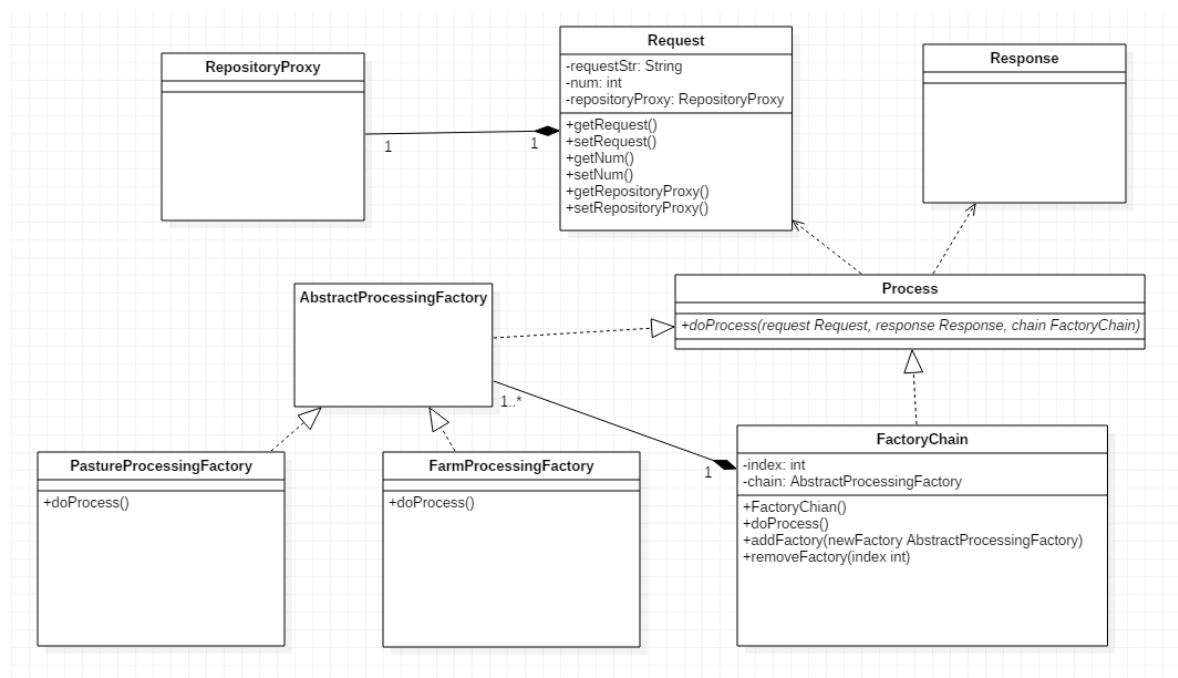 RepositoryProxy
1
Request
-requestStr: String
-num: int
-repositoryProxy: RepositoryProxy
+getRequest()
+setRequest()
+getNum()
+setNum()
+getRepositoryProxy()
+setRepositoryProxy()
1
Response
AbstractProcessingFactory
1..*
Process
+doProcess(request Request, response Response, chain FactoryChain)
PastureProcessingFactory
+doProcess()
FarmProcessingFactory
+doProcess()
1
FactoryChain
-index: int
-chain: AbstractProcessingFactory
+FactoryChian()
+doProcess()
+addFactory(newFactory AbstractProcessingFactory)
+removeFactory(index int)